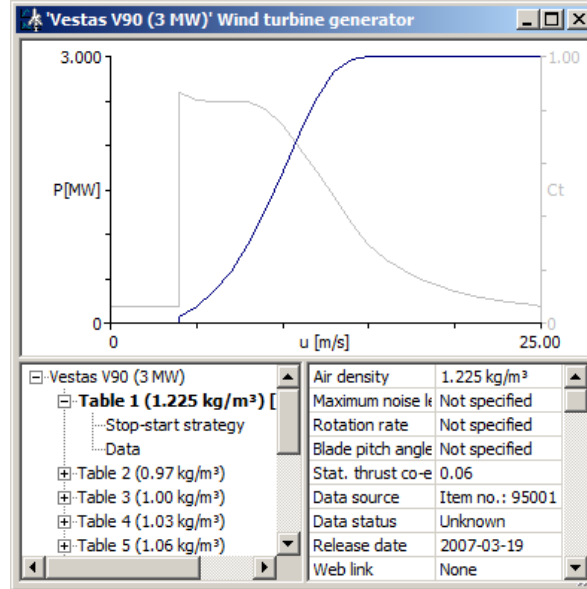 'Vestas V90 (3 MW)' Wind turbine generator
3.000
1.00
P[MW]
Ct
0
0
0
u [m/s]
25.00
Vestas V90 (3 MW)
Table 1 (1.225 kg/m³) [
Stop-start strategy
Data
Table 2 (0.97 kg/m³)
Table 3 (1.00 kg/m³)
Table 4 (1.03 kg/m³)
Table 5 (1.06 kg/m³)
Air density 1.225 kg/m³
Maximum noise le Not specified
Rotation rate Not specified
Blade pitch angle Not specified
Stat. thrust co-e 0.06
Data source Item no.: 95001
Data status Unknown
Release date 2007-03-19
Web link None